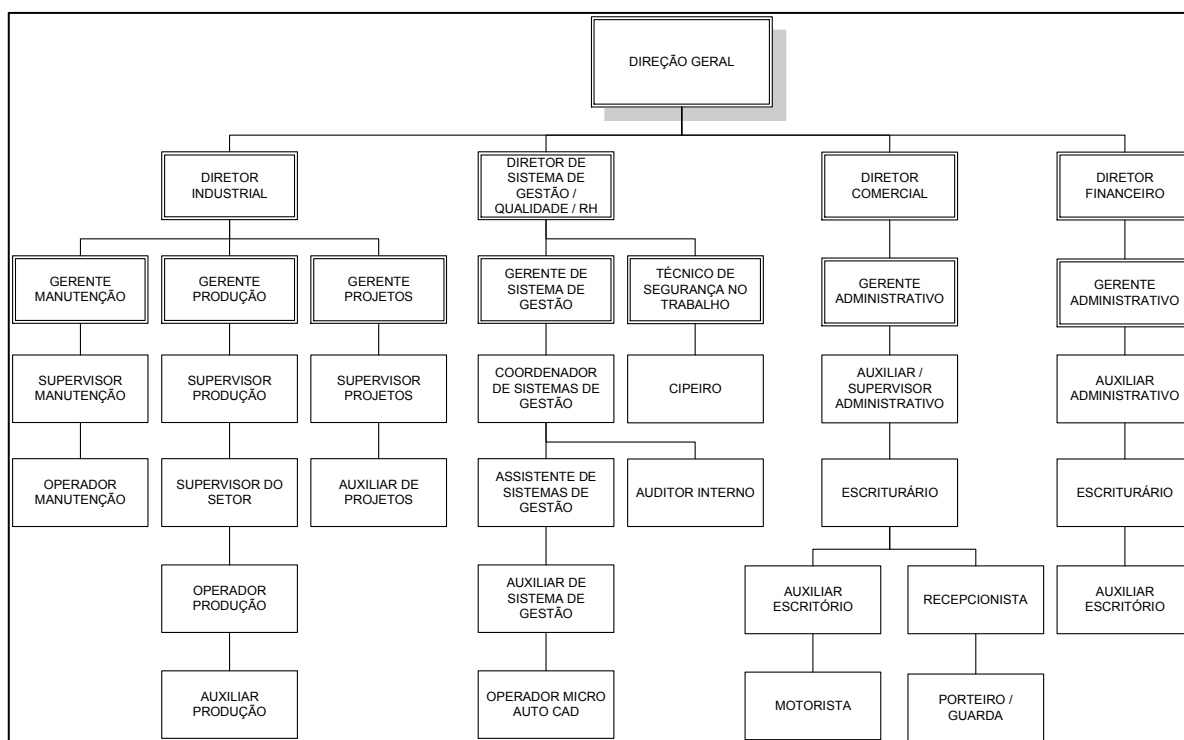 DIREÇÃO GERAL
DIRETOR
INDUSTRIAL
DIRETOR DE
SISTEMA DE
GESTÃO /
QUALIDADE / RH
DIRETOR
COMERCIAL
DIRETOR
FINANCEIRO
GERENTE
MANUTENÇÃO
GERENTE
PRODUÇÃO
GERENTE
PROJETOS
GERENTE DE
SISTEMA DE
GESTÃO
TÉCNICO DE
SEGURANÇA NO
TRABALHO
GERENTE
ADMINISTRATIVO
GERENTE
ADMINISTRATIVO
SUPERVISOR
MANUTENÇÃO
SUPERVISOR
PRODUÇÃO
SUPERVISOR
PROJETOS
COORDENADOR
DE SISTEMAS DE
GESTÃO
CIPEIRO
AUXILIAR /
SUPERVISOR
ADMINISTRATIVO
AUXILIAR
ADMINISTRATIVO
OPERADOR
MANUTENÇÃO
SUPERVISOR DO
SETOR
AUXILIAR DE
PROJETOS
ASSISTENTE DE
SISTEMAS DE
GESTÃO
AUDITOR INTERNO
ESCRITURÁRIO
ESCRITURÁRIO
OPERADOR
PRODUÇÃO
AUXILIAR DE
SISTEMA DE
GESTÃO
AUXILIAR
ESCRITÓRIO
RECEPCIONISTA
AUXILIAR
ESCRITÓRIO
AUXILIAR
PRODUÇÃO
OPERADOR MICRO
AUTO CAD
MOTORISTA
PORTEIRO /
GUARDA